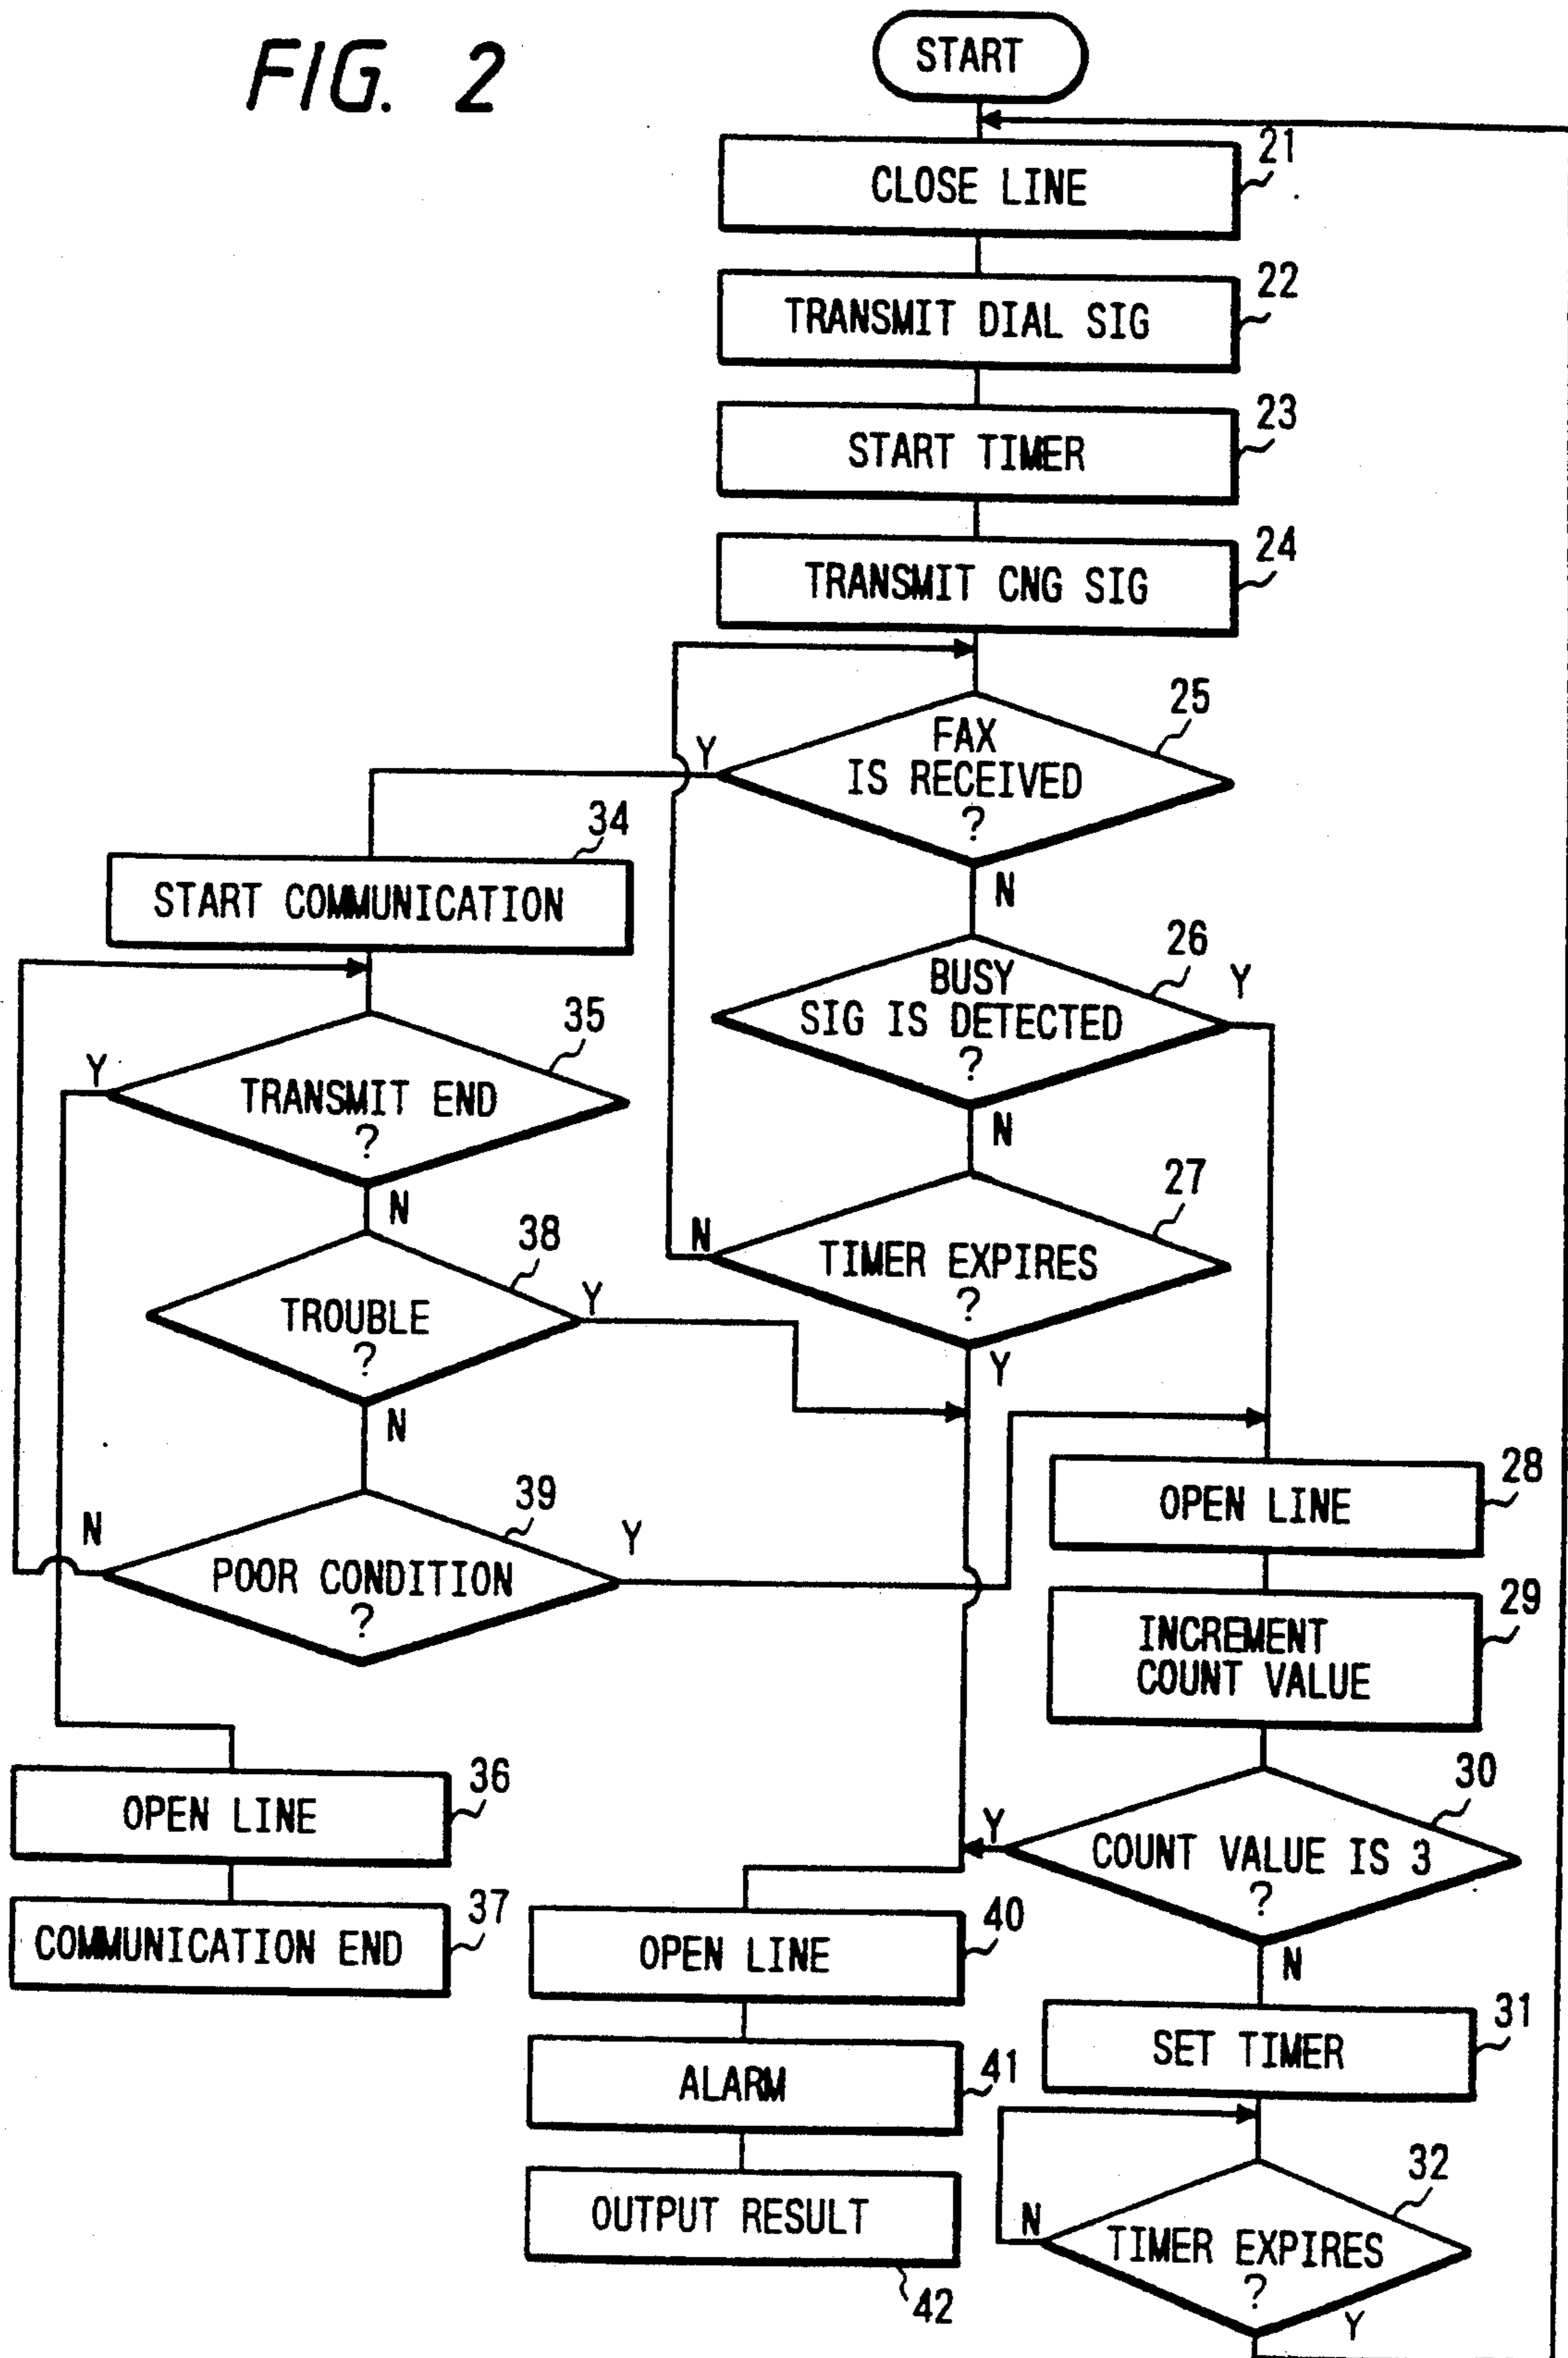 FIG. 2
START
21
CLOSE LINE
22
TRANSMIT DIAL SIG
23
START TIMER
24
TRANSMIT CNG SIG
25
Y
FAX
IS RECEIVED
?
N
34
START COMMUNICATION
26
BUSY
SIG IS DETECTED
?
Y
N
35
Y
TRANSMIT END
?
N
27
N
TIMER EXPIRES
?
Y
38
TROUBLE
?
Y
N
39
N
POOR CONDITION
?
Y
28
OPEN LINE
29
INCREMENT
COUNT VALUE
30
Y
COUNT VALUE IS 3
?
N
36
OPEN LINE
37
COMMUNICATION END
40
OPEN LINE
41
ALARM
42
OUTPUT RESULT
31
SET TIMER
32
N
TIMER EXPIRES
?
Y